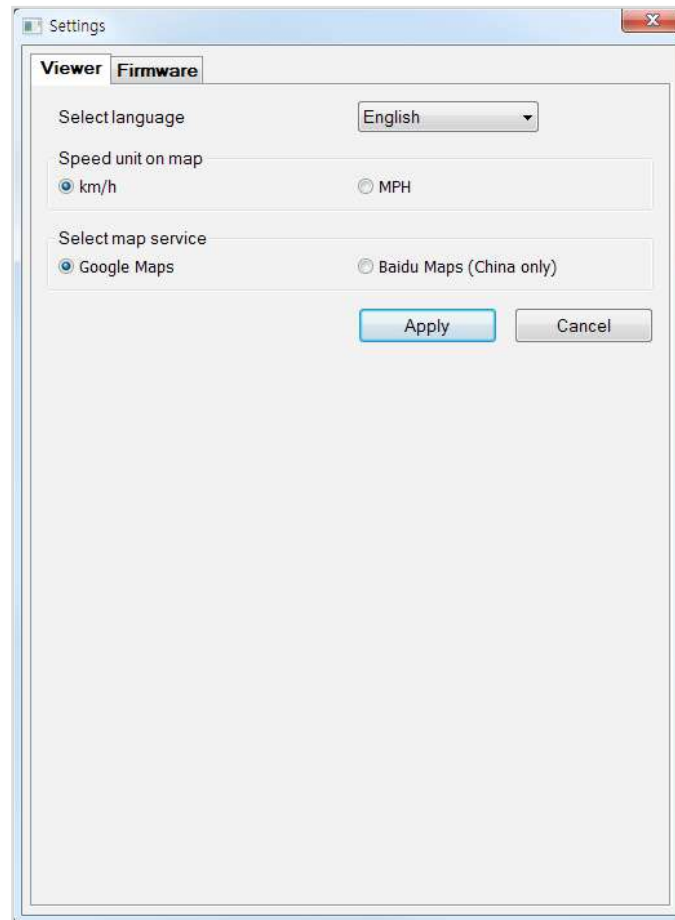 Settings
Viewer Firmware
Select language English
Speed unit on map
km/h MPH
Select map service
Google Maps Baidu Maps (China only)
Apply Cancel